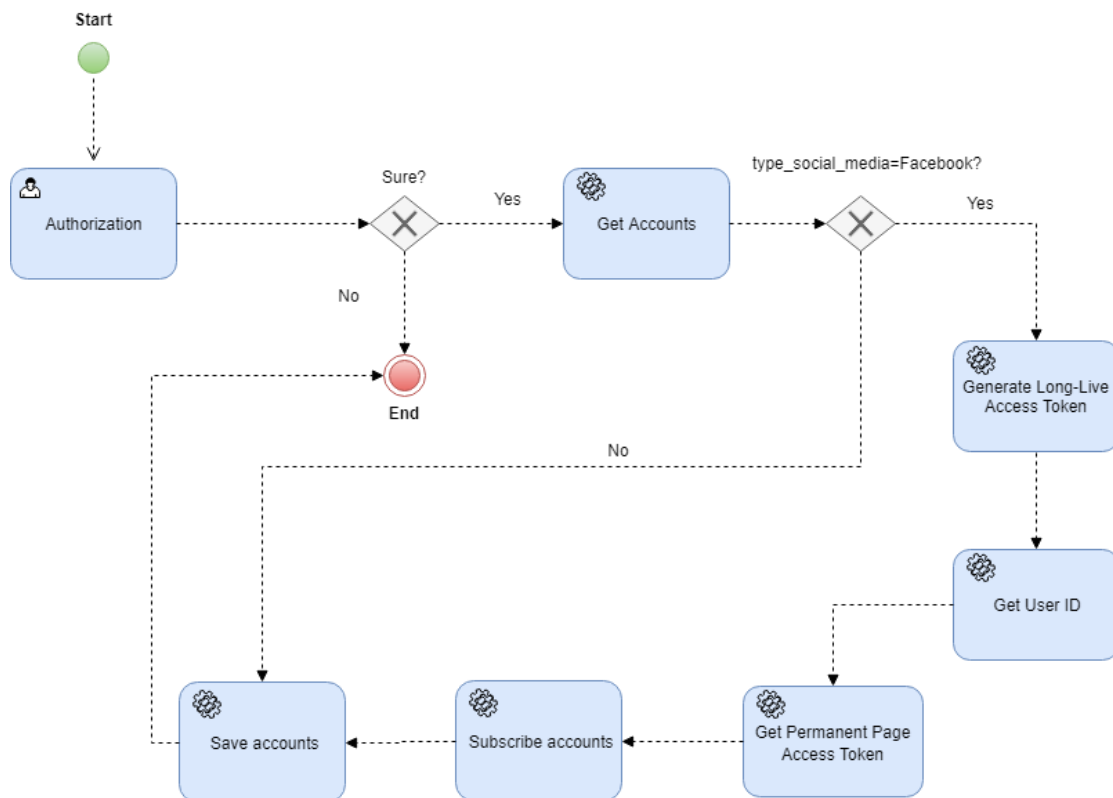 Start
type_social_media=Facebook?
Sure?
Yes
Yes
Authorization
Get Accounts
No
Generate Long-Live
Access Token
End
No
Get User ID
Save accounts
Subscribe accounts
Get Permanent Page
Access Token